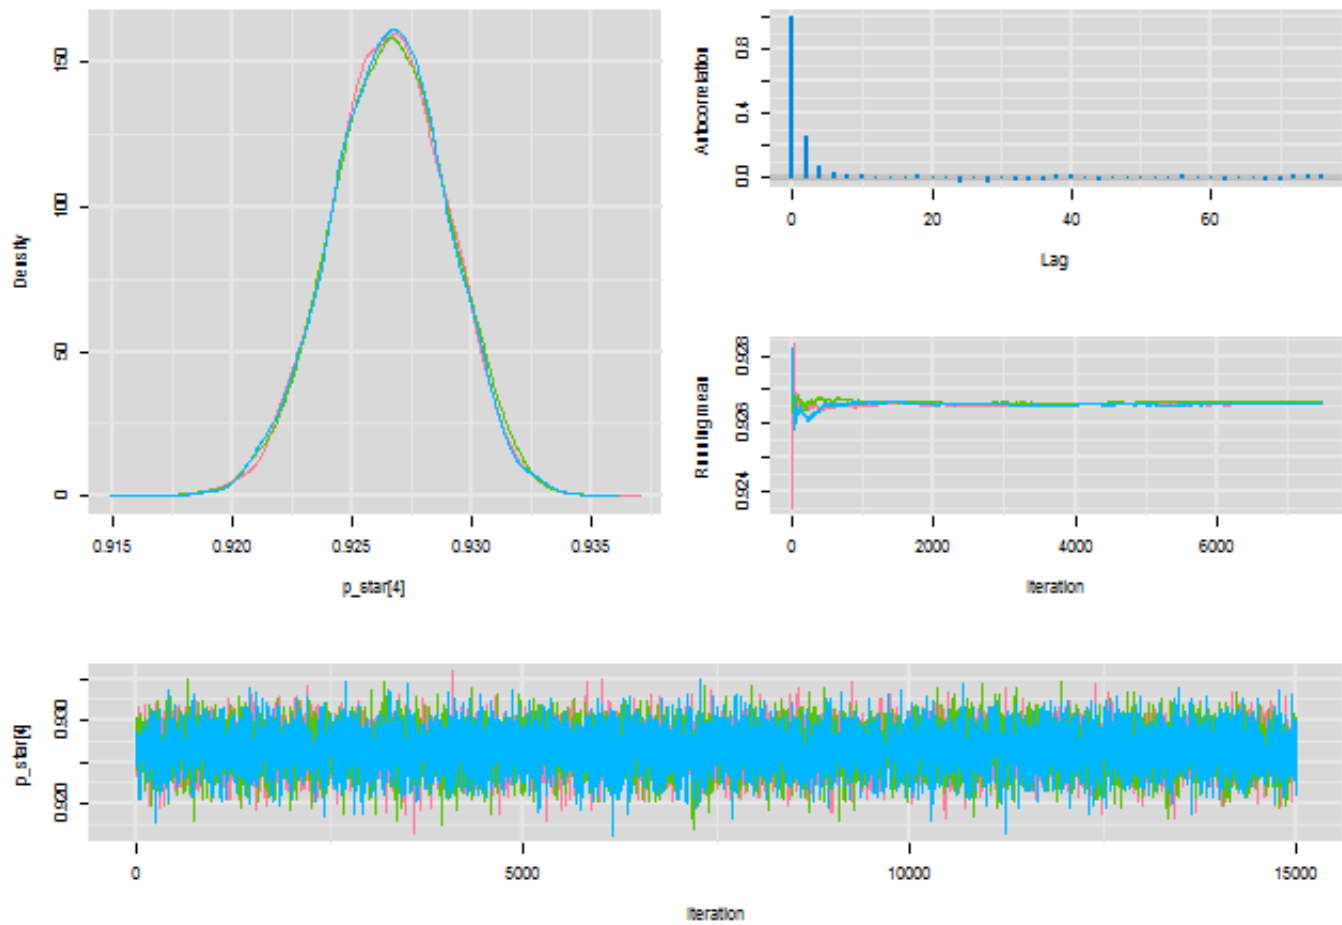 150
100
50
0
Density
0.915 0.920 0.925 0.930 0.935
p_star[4]
0.8
0.4
0.0
Autocorrelation
0 20 40 60
Lag
0.928
0.926
0.924
Running mean
0 2000 4000 6000
Iteration
0.930
0.920
p_star[4]
0 5000 10000 15000
Iteration